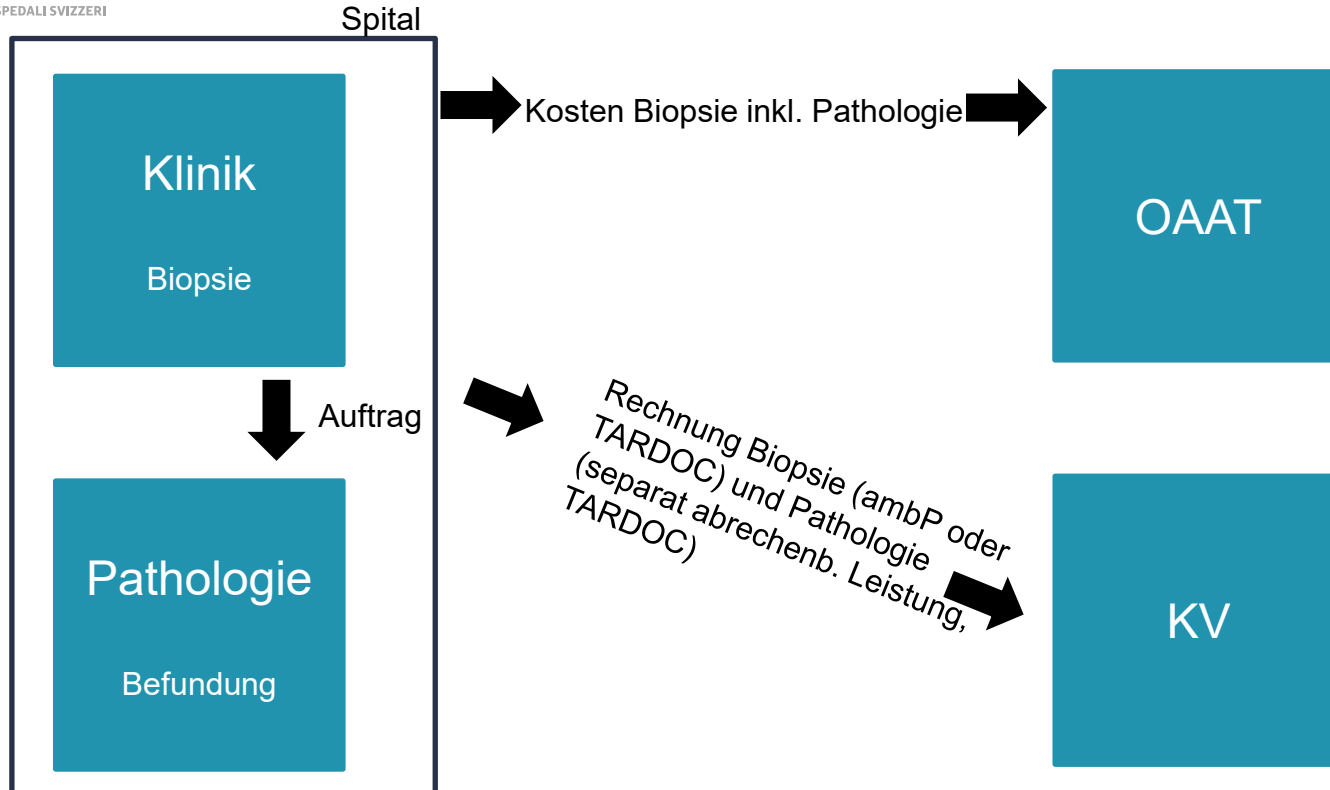 SPEDALI SVIZZERI
Spital
Klinik
Biopsie
Auftrag
Pathologie
Befundung
Kosten Biopsie inkl. Pathologie
OAAT
Rechnung Biopsie (ambP oder
TARDOC) und Pathologie
(separat abrechenb. Leistung,
TARDOC)
KV